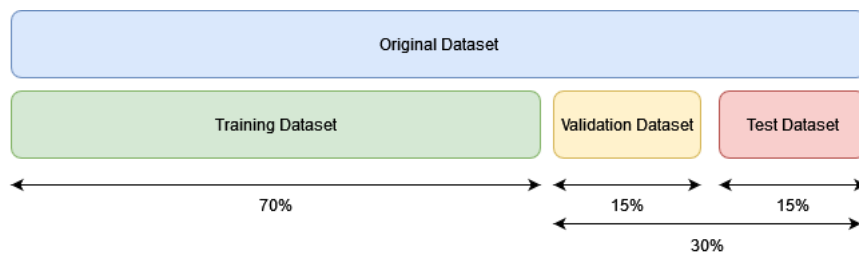 Original Dataset
Training Dataset
Validation Dataset
Test Dataset
70%
15%
15%
30%